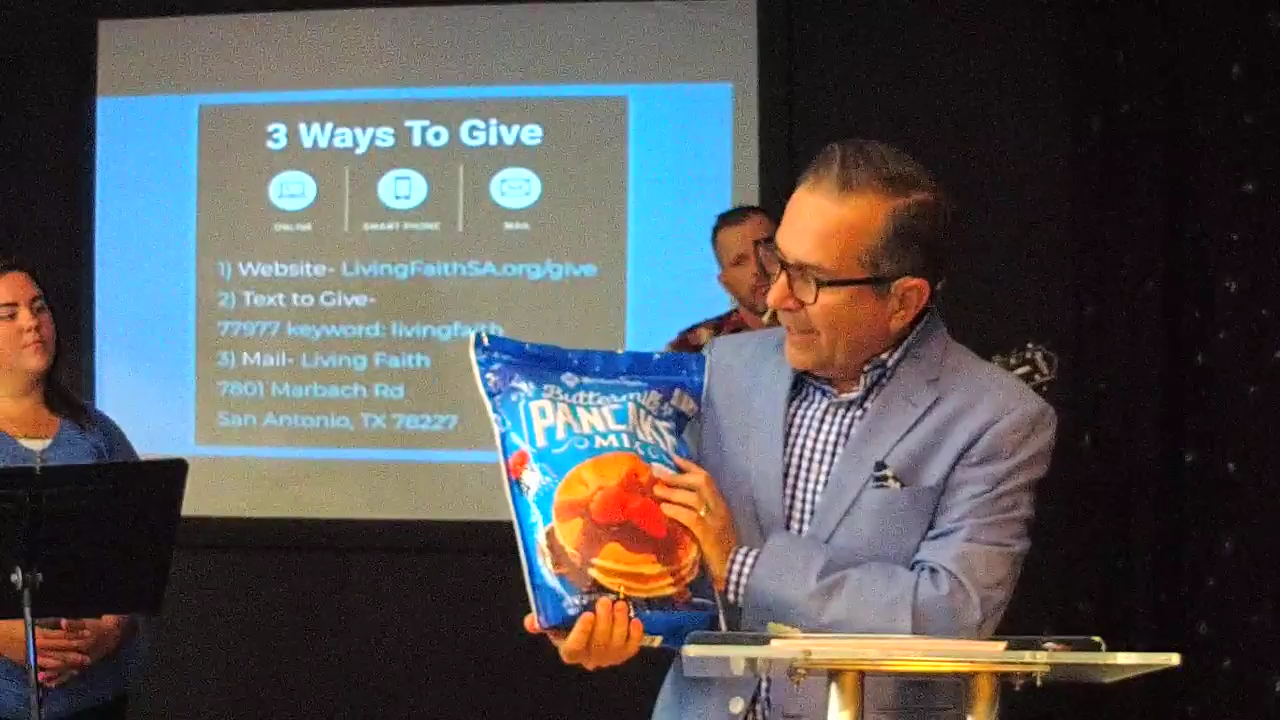 3 Ways To Give
ONLINE
SMART PHONE
MAIL
1) Website- LivingFaithSA.org/give
2) Text to Give-
77977 keyword: livingfaith
3) Mail- Living Faith
7801 Marbach Rd
San Antonio, TX 78227
Buttermilk
PANCAKE
MIX